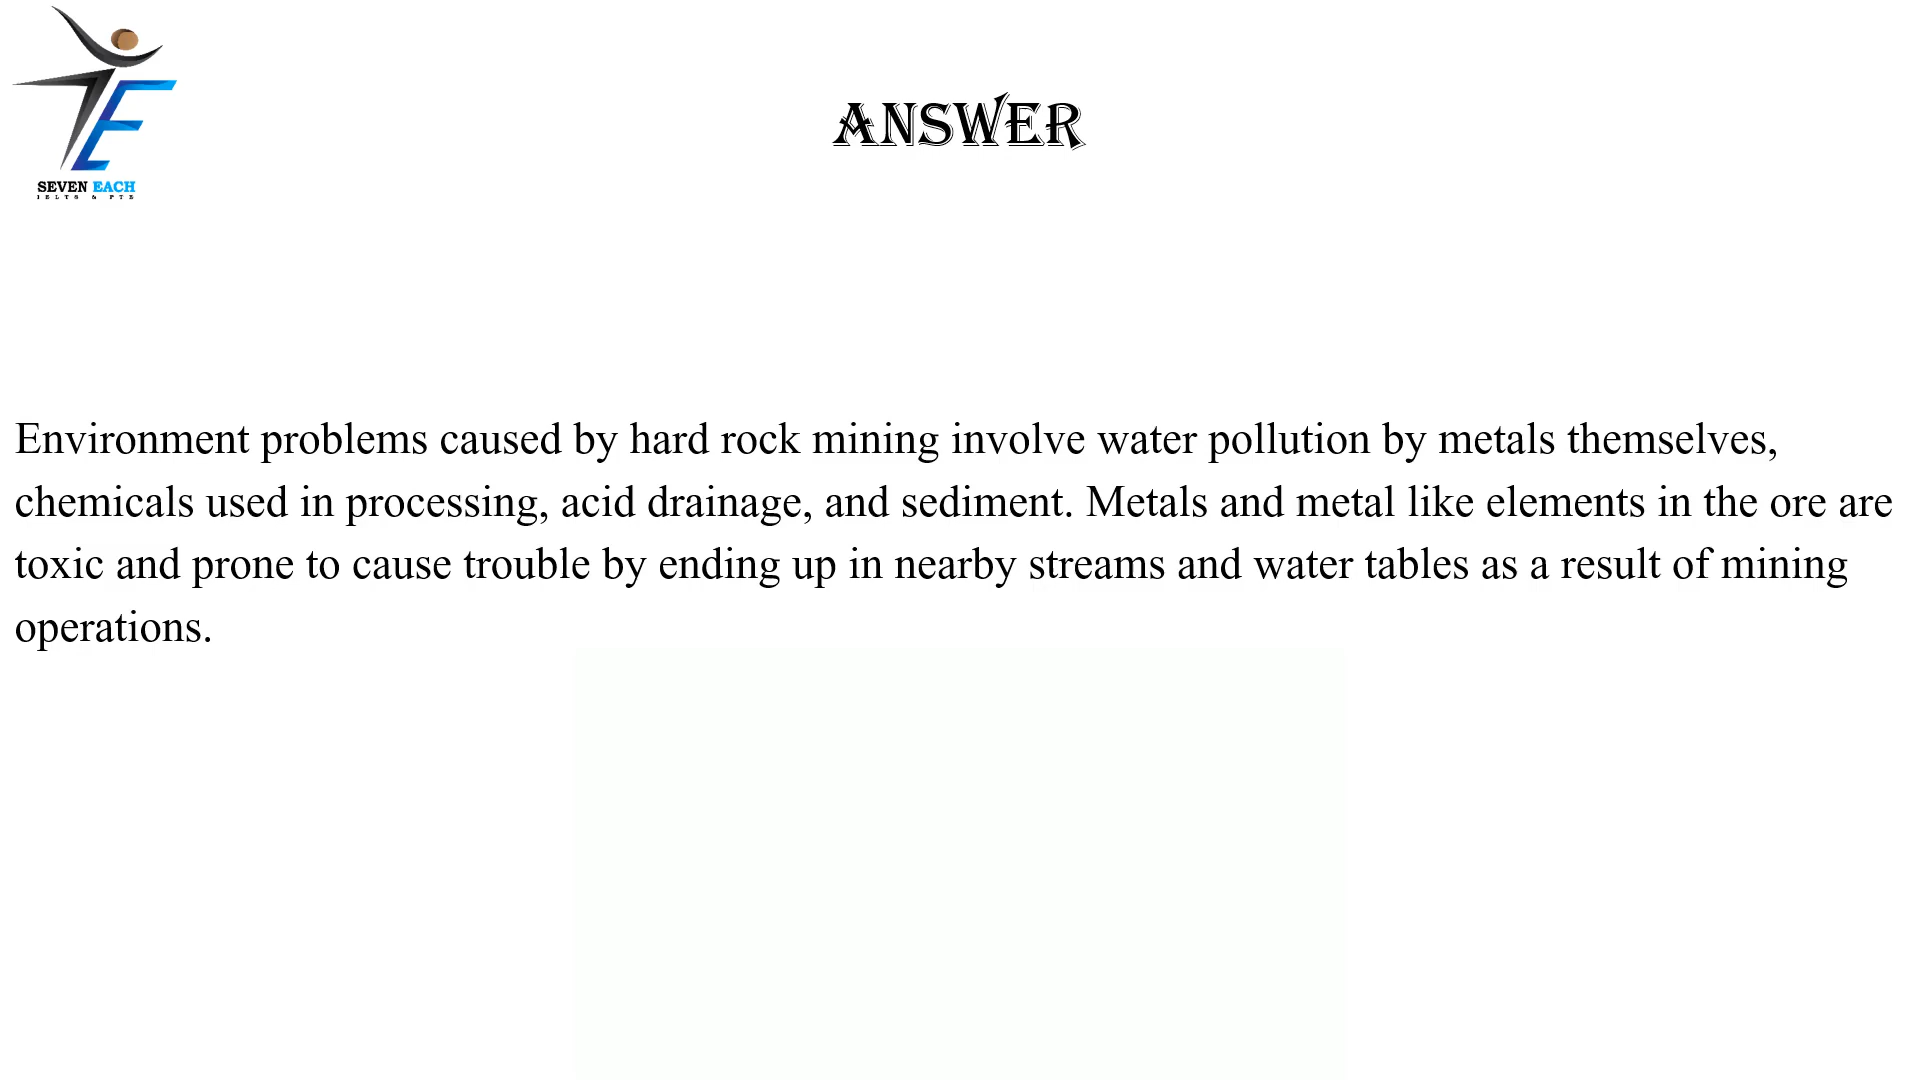 ANSWER
SEVEN EACH
IELTS & PTE
Environment problems caused by hard rock mining involve water pollution by metals themselves,
chemicals used in processing, acid drainage, and sediment. Metals and metal like elements in the ore are
toxic and prone to cause trouble by ending up in nearby streams and water tables as a result of mining
operations.